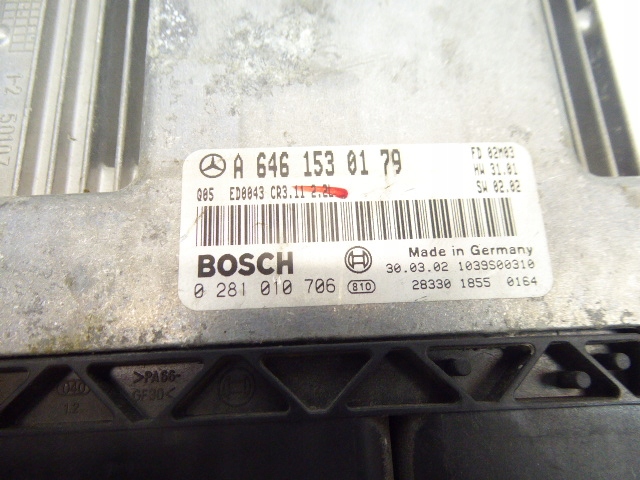 A 646 153 01 79
FD 02M03
HW 31.01
SW 02.02
G05 ED0043 CR3.11 2.2L
BOSCH
0 281 010 706
810
Made in Germany
30.03.02 1039S00310
28330 1855 0164
>PA66-
GF30<